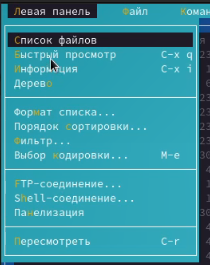 Левая панель Файл Коман
Список файлов
Быстрый просмотр C-x q
Информация C-x i
Дерево
Формат списка...
Порядок сортировки...
Фильтр...
Выбор кодировки... M-e
FTP-соединение...
Shell-соединение...
Панелизация
Пересмотреть C-r